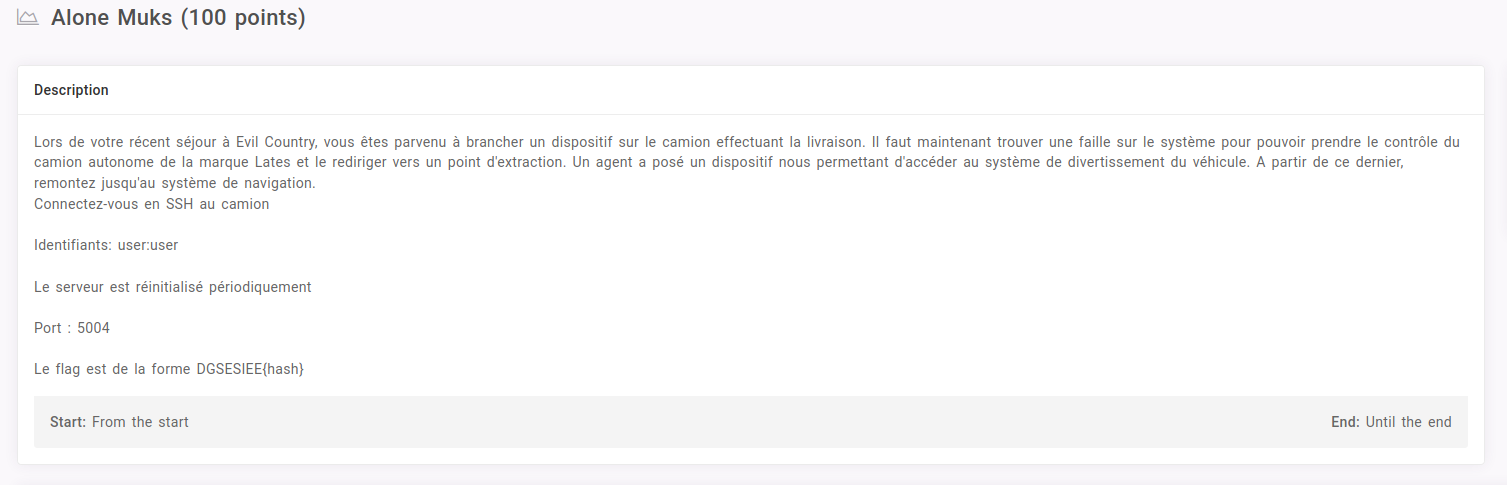 Alone Muks (100 points)
Description
Lors de votre récent séjour à Evil Country, vous êtes parvenu à brancher un dispositif sur le camion effectuant la livraison. Il faut maintenant trouver une faille sur le système pour pouvoir prendre le contrôle du
camion autonome de la marque Lates et le rediriger vers un point d'extraction. Un agent a posé un dispositif nous permettant d'accéder au système de divertissement du véhicule. A partir de ce dernier,
remontez jusqu'au système de navigation.
Connectez-vous en SSH au camion
Identifiants: user:user
Le serveur est réinitialisé périodiquement
Port : 5004
Le flag est de la forme DGSESIEE{hash}
Start: From the start
End: Until the end